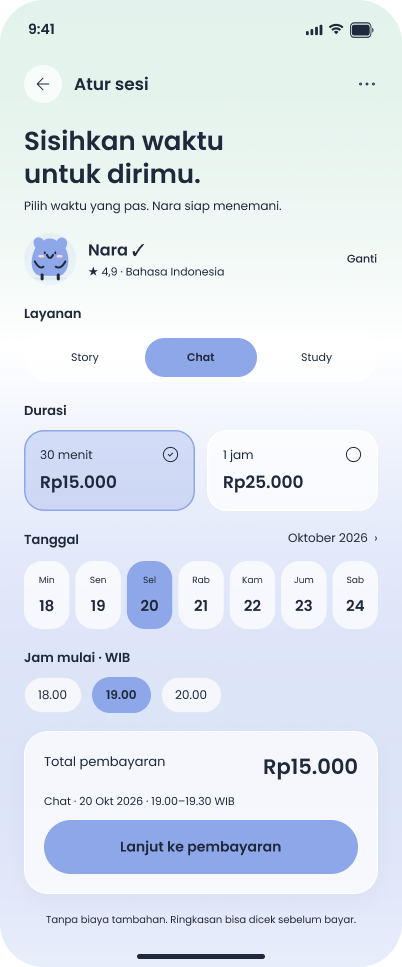 9:41
Atur sesi
Sisihkan waktu
untuk dirimu.
Pilih waktu yang pas. Nara siap menemani.
Nara ✓
★ 4,9 · Bahasa Indonesia
Ganti
Layanan
Story Chat Study
Durasi
30 menit
Rp15.000
1 jam
Rp25.000
Tanggal
Oktober 2026 ›
Min Sen Sel Rab Kam Jum Sab
18 19 20 21 22 23 24
Jam mulai · WIB
18.00 19.00 20.00
Total pembayaran
Rp15.000
Chat · 20 Okt 2026 · 19.00–19.30 WIB
Lanjut ke pembayaran
Tanpa biaya tambahan. Ringkasan bisa dicek sebelum bayar.